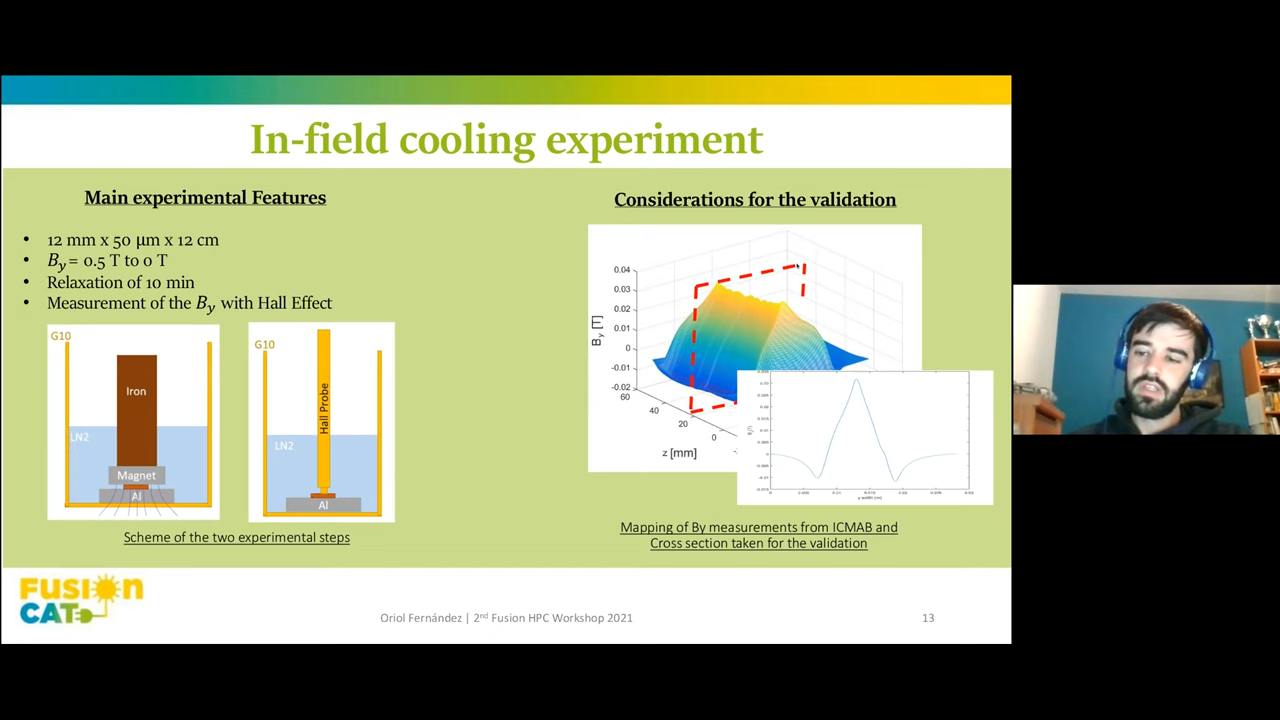 In-field cooling experiment
Main experimental Features
• 12 mm x 50 µm x 12 cm
• By = 0.5 T to 0 T
• Relaxation of 10 min
• Measurement of the By with Hall Effect
G10
Iron
LN2
Magnet
Al
G10
Hall Probe
LN2
Al
Scheme of the two experimental steps
Considerations for the validation
0.04
0.03
0.02
0.01
0
-0.01
-0.02
By [T]
60
40
20
0
z [mm]
Mapping of By measurements from ICMAB and
Cross section taken for the validation
FUSION
CAT
Oriol Fernández | 2nd Fusion HPC Workshop 2021
13